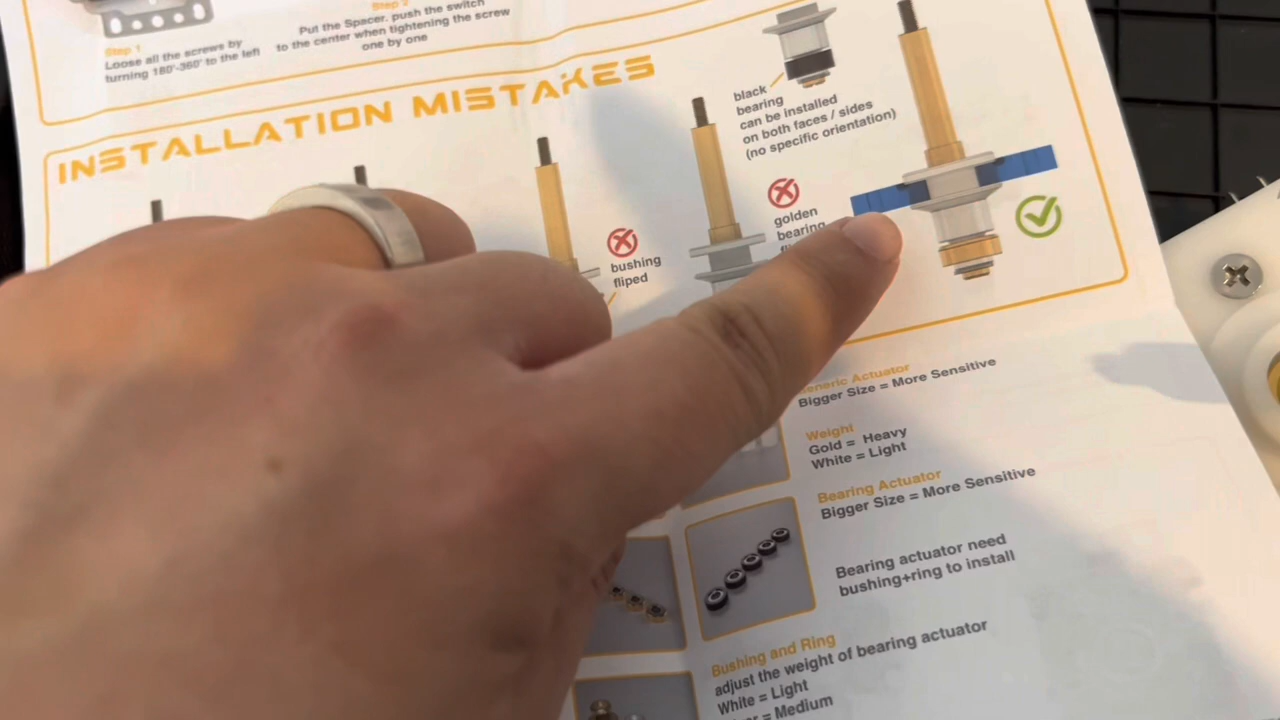 Step 1
Loose all the screws by
turning 180°-360° to the left
Step
Put the Spacer, push the switch
to the center when tightening the screw
one by one
INSTALLATION MISTAKES
black
bearing
can be installed
on both faces / sides
(no specific orientation)
bushing
fliped
golden
bearing
Actuator
Bigger Size = More Sensitive
Weight
Gold = Heavy
White = Light
Bearing Actuator
Bigger Size = More Sensitive
Bearing actuator need
bushing+ring to install
Bushing and Ring
adjust the weight of bearing actuator
White = Light
= Medium